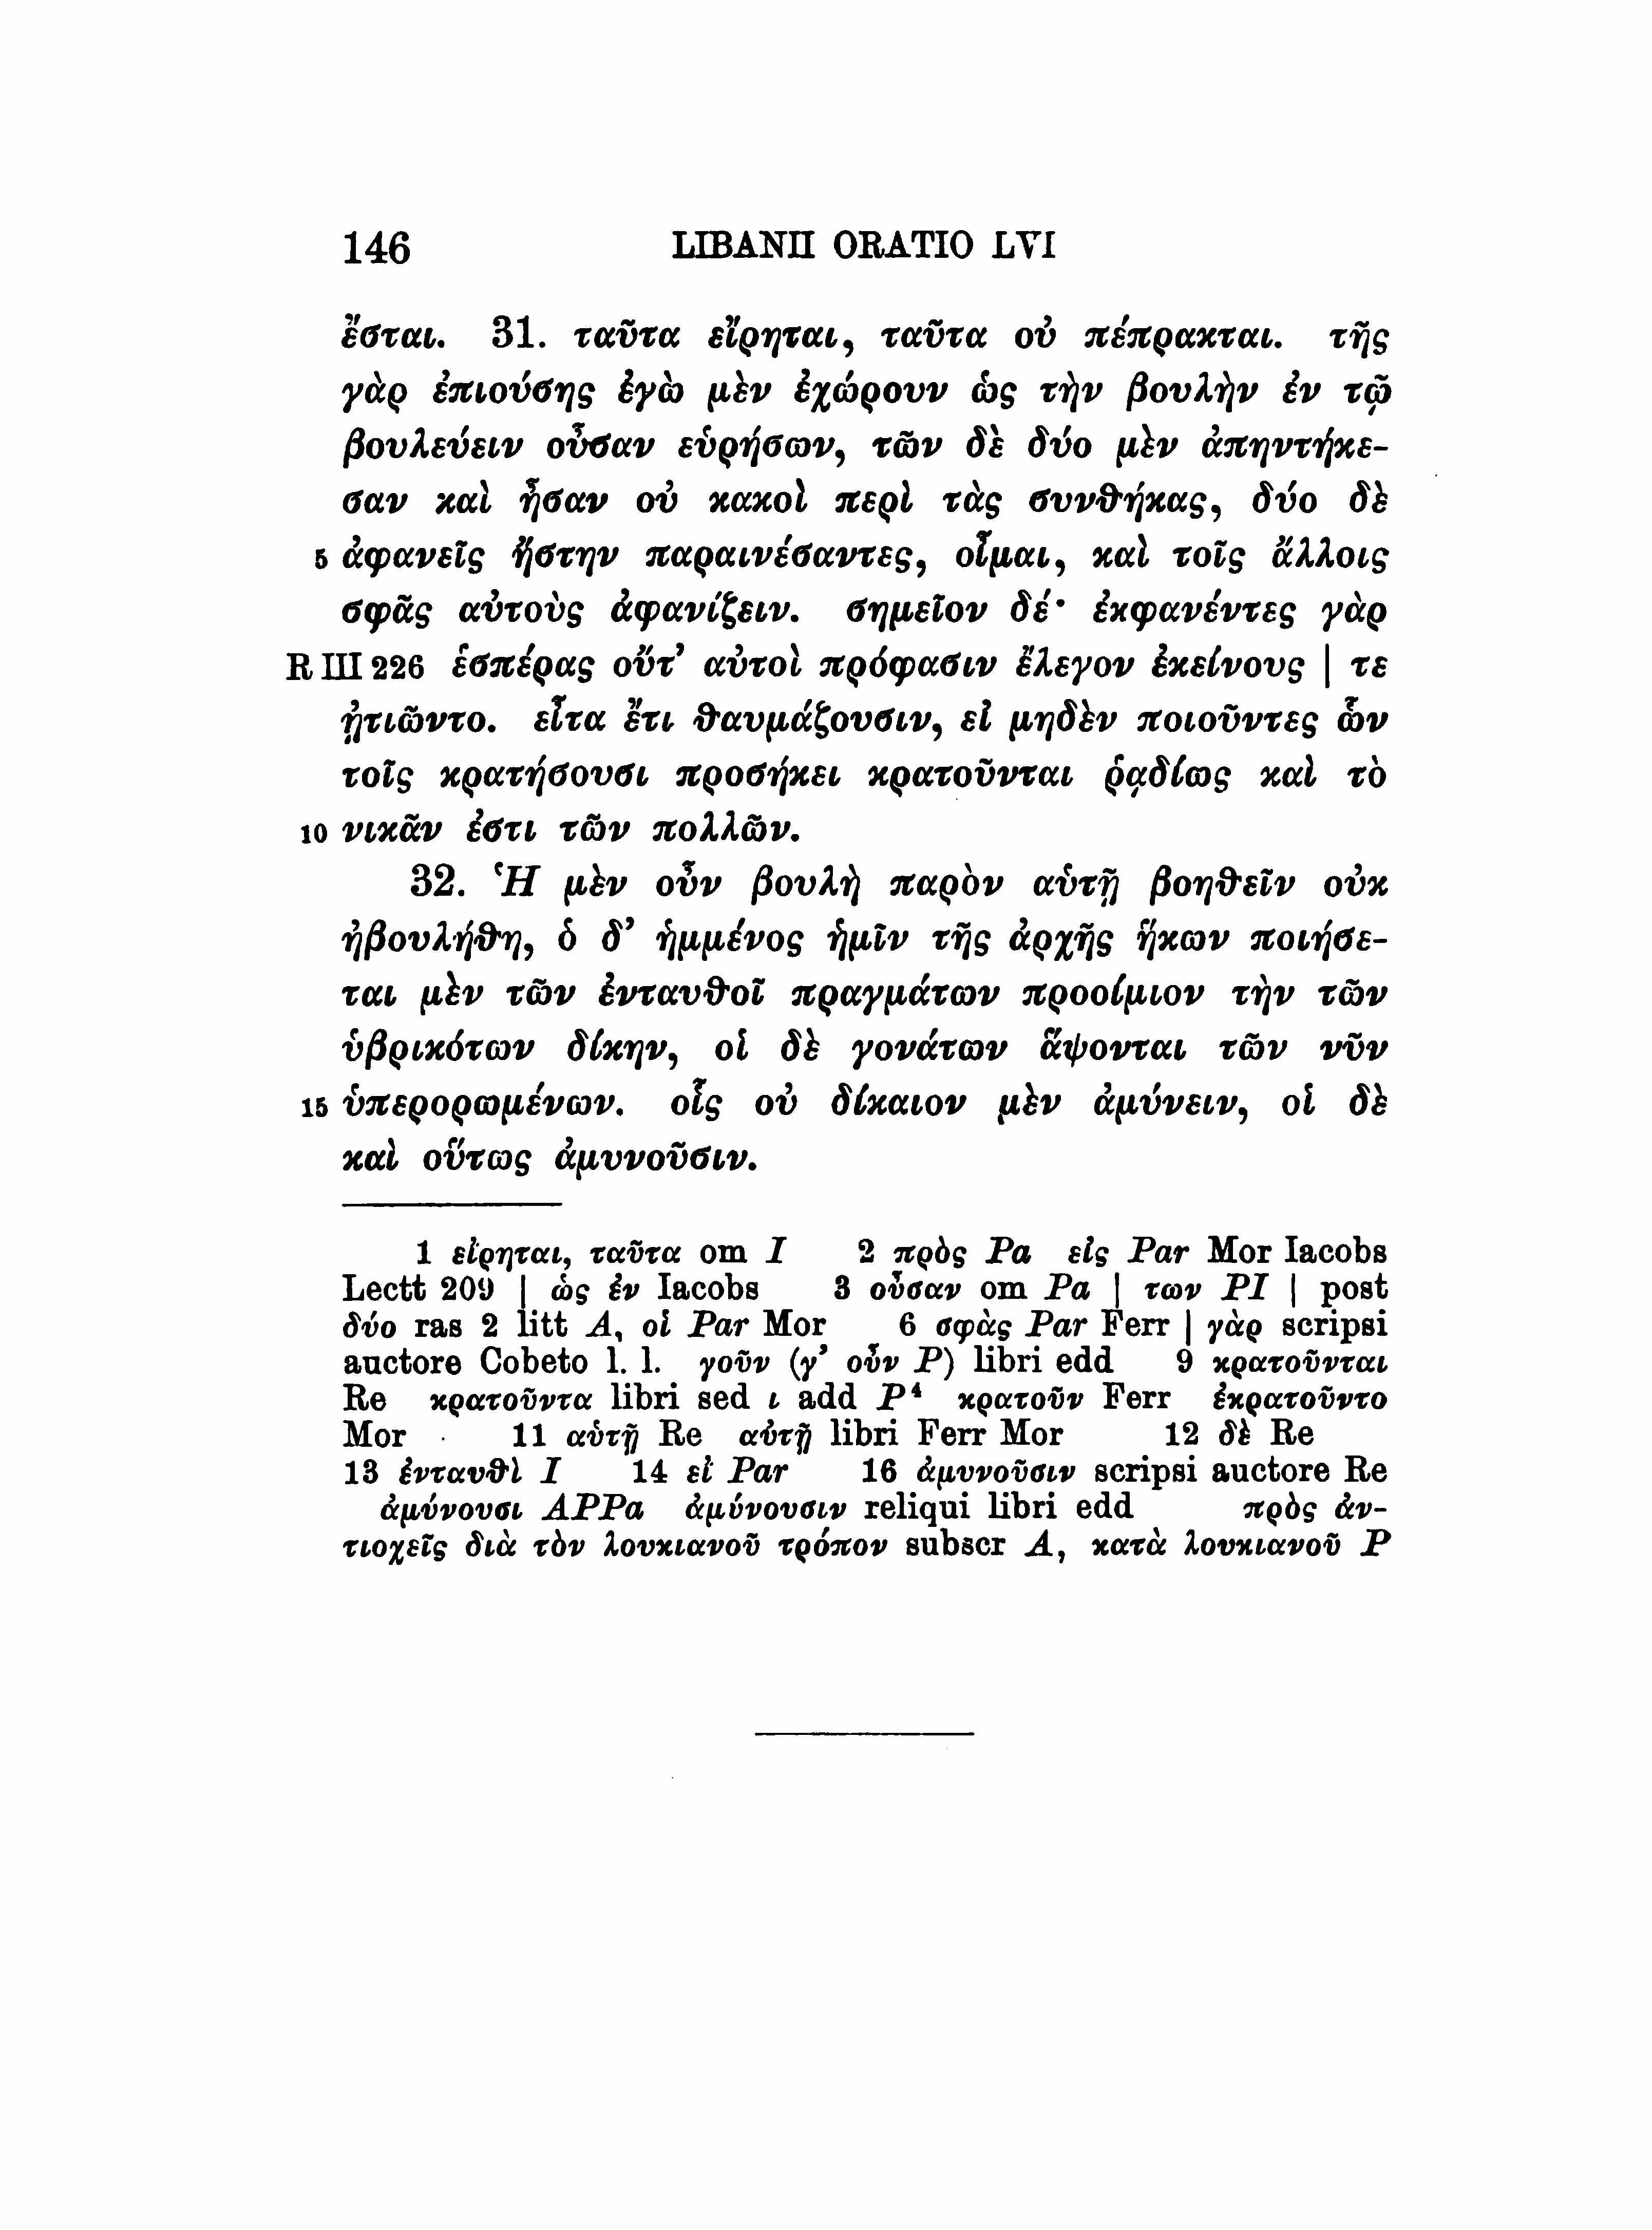 146 LIBANII ORATIO LVI
ἔσται. 31. ταῦτα εἴρηται, ταῦτα οὐ πέπρακται. τῆς
γὰρ ἐπιούσης ἐγὼ μὲν ἐχώρουν ὡς τὴν βουλὴν ἐν τῷ
βουλεύειν οὖσαν εὑρήσων, τῶν δὲ δύο μὲν ἀπηντήκε-
σαν καὶ ἦσαν οὐ κακοὶ περὶ τὰς συνθήκας, δύο δὲ
5 ἀφανεῖς ἤστην παραινέσαντες, οἶμαι, καὶ τοῖς ἄλλοις
σφᾶς αὐτοὺς ἀφανίζειν. σημεῖον δέ· ἐκφανέντες γὰρ
R III 226 ἑσπέρας οὔτ’ αὐτοὶ πρόφασιν ἔλεγον ἐκείνους | τε
ᾐτιῶντο. εἶτα ἔτι θαυμάζουσιν, εἰ μηδὲν ποιοῦντες ὧν
τοῖς κρατήσουσι προσήκει κρατοῦνται ῥᾳδίως καὶ τὸ
10 νικᾶν ἐστι τῶν πολλῶν.
32. Ἡ μὲν οὖν βουλὴ παρὸν αὑτῇ βοηθεῖν οὐκ
ἠβουλήθη, ὁ δ’ ἡμμένος ἡμῖν τῆς ἀρχῆς ἥκων ποιήσε-
ται μὲν τῶν ἐνταυθοῖ πραγμάτων προοίμιον τὴν τῶν
ὑβρικότων δίκην, οἱ δὲ γονάτων ἅψονται τῶν νῦν
15 ὑπερορωμένων. οἷς οὐ δίκαιον μὲν ἀμύνειν, οἱ δὲ
καὶ οὕτως ἀμυνοῦσιν.
1 εἴρηται, ταῦτα om I 2 πρὸς Pa εἰς Par Mor Iacobs
Lectt 209 | ὡς ἐν Iacobs 3 οὖσαν om Pa | των PI | post
δύο ras 2 litt A, οἱ Par Mor 6 σφὰς Par Ferr | γὰρ scripsi
auctore Cobeto l. l. γοῦν (γ’ οὖν P) libri edd 9 κρατοῦνται
Re κρατοῦντα libri sed ι add P⁴ κρατοῦν Ferr ἐκρατοῦντο
Mor 11 αὑτῇ Re αὐτῇ libri Ferr Mor 12 δὲ Re
13 ἐνταυθὶ I 14 εἰ Par 16 ἀμυνοῦσιν scripsi auctore Re
ἀμύνουσι APPa ἀμύνουσιν reliqui libri edd πρὸς ἀν-
τιοχεῖς διὰ τὸν λουκιανοῦ τρόπον subscr A, κατὰ λουκιανοῦ P